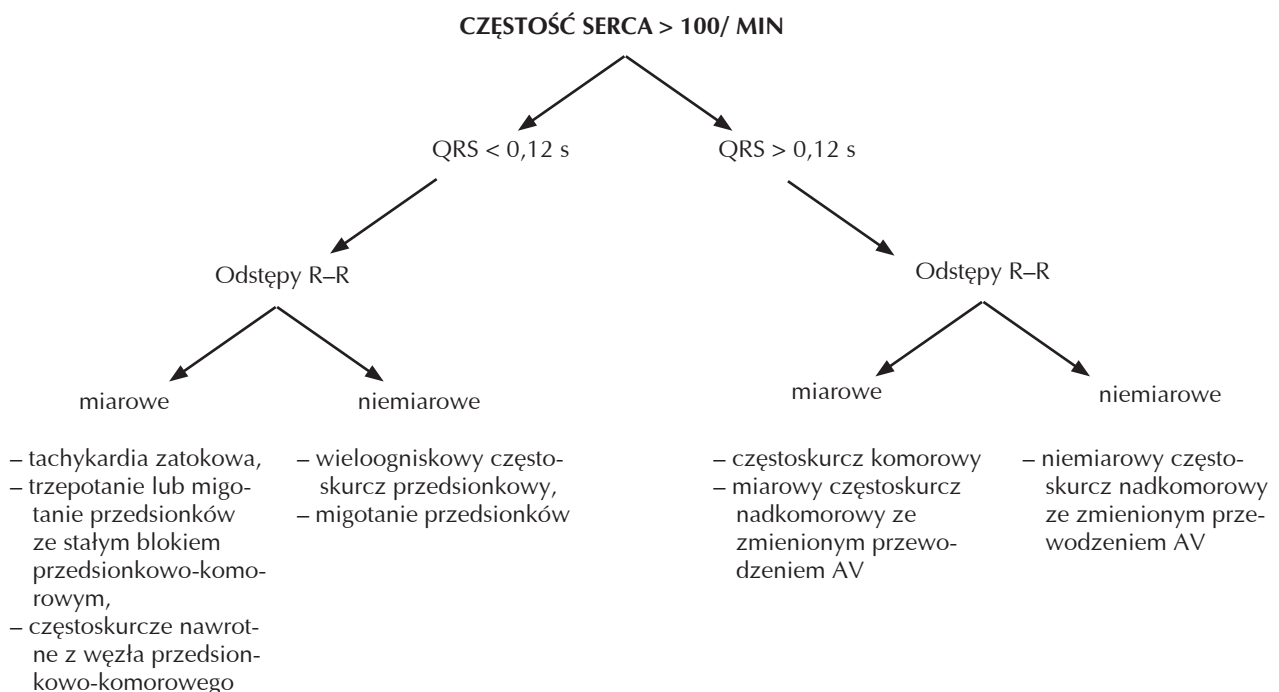 CZĘSTOŚĆ SERCA > 100/ MIN
QRS < 0,12 s
QRS > 0,12 s
Odstępy R–R
Odstępy R–R
miarowe
niemiarowe
miarowe
niemiarowe
– tachykardia zatokowa,
– trzepotanie lub migo-
tanie przedsionków
ze stałym blokiem
przedsionkowo-komo-
rowym,
– częstoskurcze nawrot-
ne z węzła przedsion-
kowo-komorowego
– wieloogniskowy często-
skurcz przedsionkowy,
– migotanie przedsionków
– częstoskurcz komorowy
– miarowy częstoskurcz
nadkomorowy ze
zmienionym przewo-
dzeniem AV
– niemiarowy często-
skurcz nadkomorowy
ze zmienionym prze-
wodzeniem AV